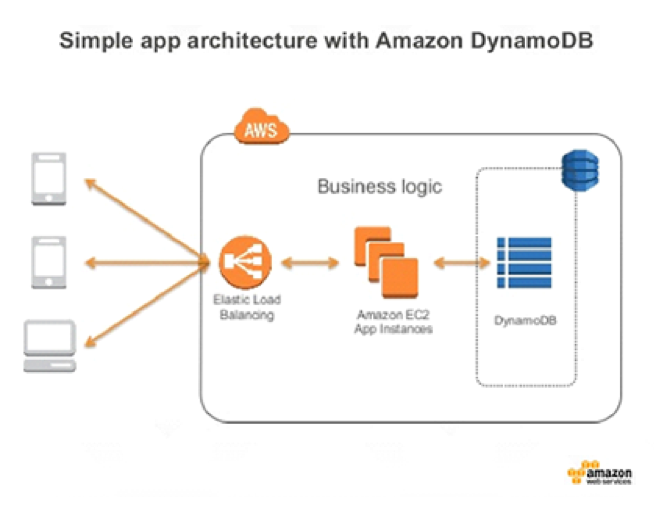 Simple app architecture with Amazon DynamoDB
AWS
Business logic
Elastic Load
Balancing
Amazon EC2
App Instances
DynamoDB
amazon
web services